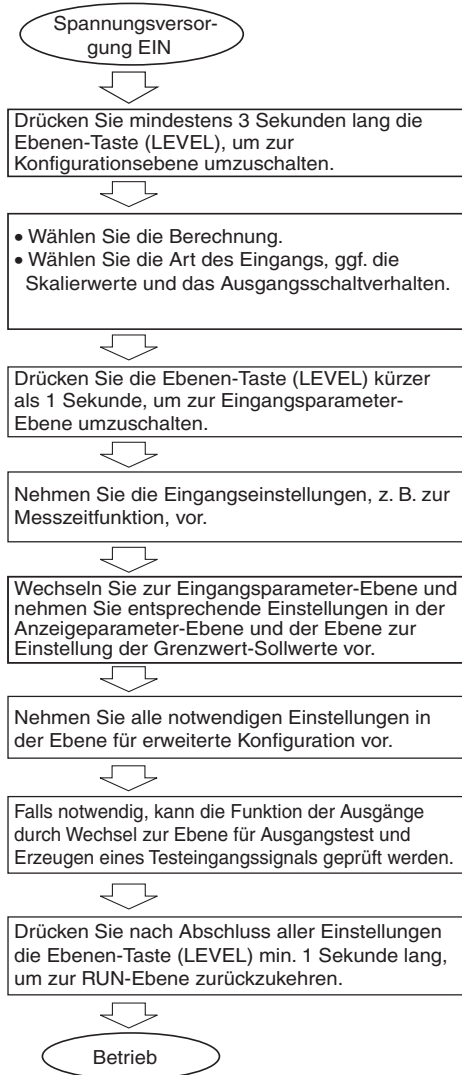 Spannungsversor-
gung EIN
Drücken Sie mindestens 3 Sekunden lang die
Ebenen-Taste (LEVEL), um zur
Konfigurationsebene umzuschalten.
• Wählen Sie die Berechnung.
• Wählen Sie die Art des Eingangs, ggf. die
Skalierwerte und das Ausgangsschaltverhalten.
Drücken Sie die Ebenen-Taste (LEVEL) kürzer
als 1 Sekunde, um zur Eingangsparameter-
Ebene umzuschalten.
Nehmen Sie die Eingangseinstellungen, z. B. zur
Messzeitfunktion, vor.
Wechseln Sie zur Eingangsparameter-Ebene und
nehmen Sie entsprechende Einstellungen in der
Anzeigeparameter-Ebene und der Ebene zur
Einstellung der Grenzwert-Sollwerte vor.
Nehmen Sie alle notwendigen Einstellungen in
der Ebene für erweiterte Konfiguration vor.
Falls notwendig, kann die Funktion der Ausgänge
durch Wechsel zur Ebene für Ausgangstest und
Erzeugen eines Testeingangssignals geprüft werden.
Drücken Sie nach Abschluss aller Einstellungen
die Ebenen-Taste (LEVEL) min. 1 Sekunde lang,
um zur RUN-Ebene zurückzukehren.
Betrieb